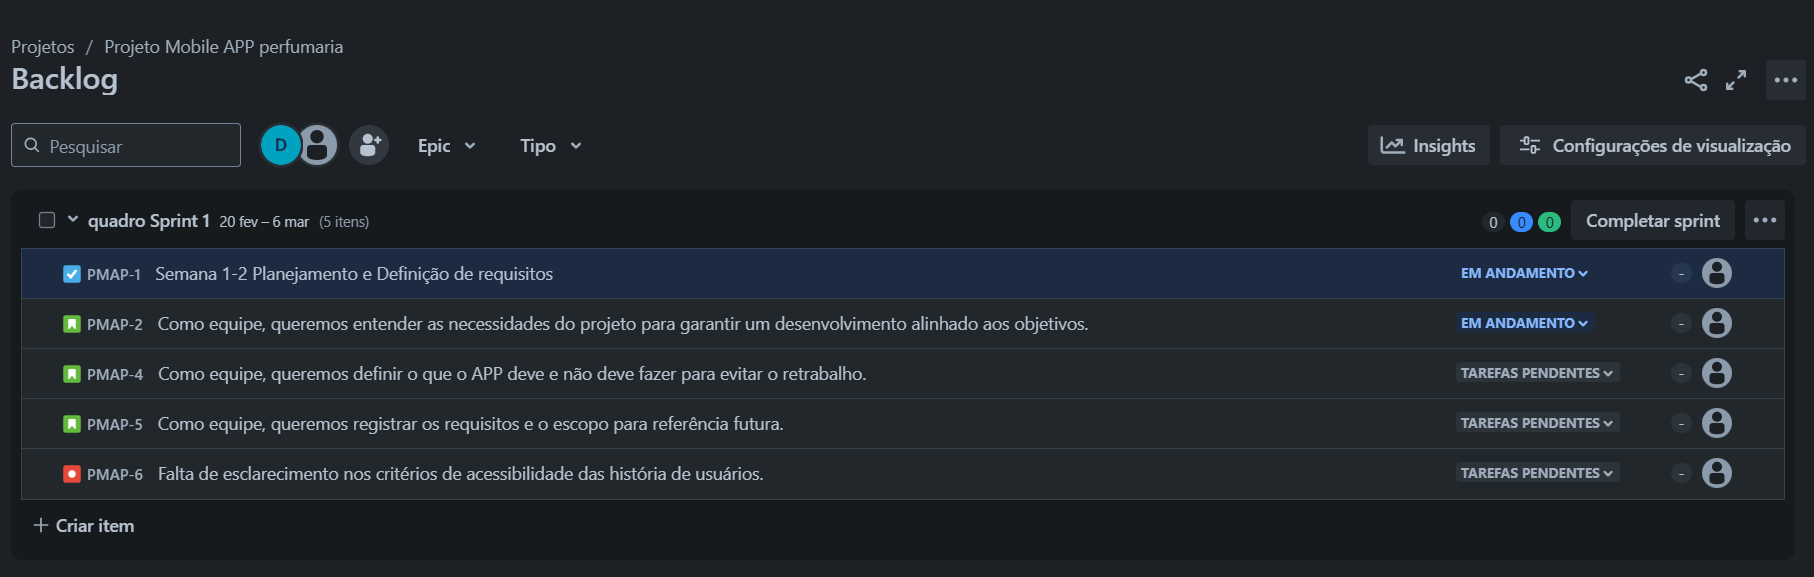 Projetos / Projeto Mobile APP perfumaria
Backlog
Pesquisar D Epic Tipo Insights Configurações de visualização
quadro Sprint 1 20 fev – 6 mar (5 itens) 0 0 0 Completar sprint
PMAP-1 Semana 1-2 Planejamento e Definição de requisitos EM ANDAMENTO -
PMAP-2 Como equipe, queremos entender as necessidades do projeto para garantir um desenvolvimento alinhado aos objetivos. EM ANDAMENTO -
PMAP-4 Como equipe, queremos definir o que o APP deve e não deve fazer para evitar o retrabalho. TAREFAS PENDENTES -
PMAP-5 Como equipe, queremos registrar os requisitos e o escopo para referência futura. TAREFAS PENDENTES -
PMAP-6 Falta de esclarecimento nos critérios de acessibilidade das história de usuários. TAREFAS PENDENTES -
+ Criar item